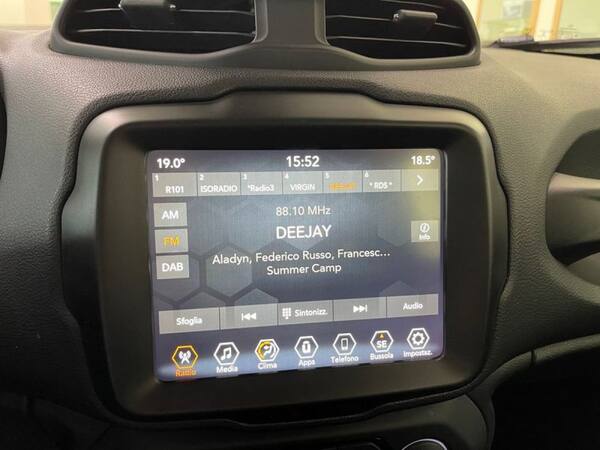 19.0° 15:52 18.5°
1 R101 2 ISORADIO 3 *Radio3 4 VIRGIN 5 DEEJAY 6 * RDS *
AM
88.10 MHz
FM
DEEJAY
Info
DAB
Aladyn, Federico Russo, Francesc...
Summer Camp
Sfoglia Sintonizz. Audio
SE
Radio Media Clima Apps Telefono Bussola Impostaz.